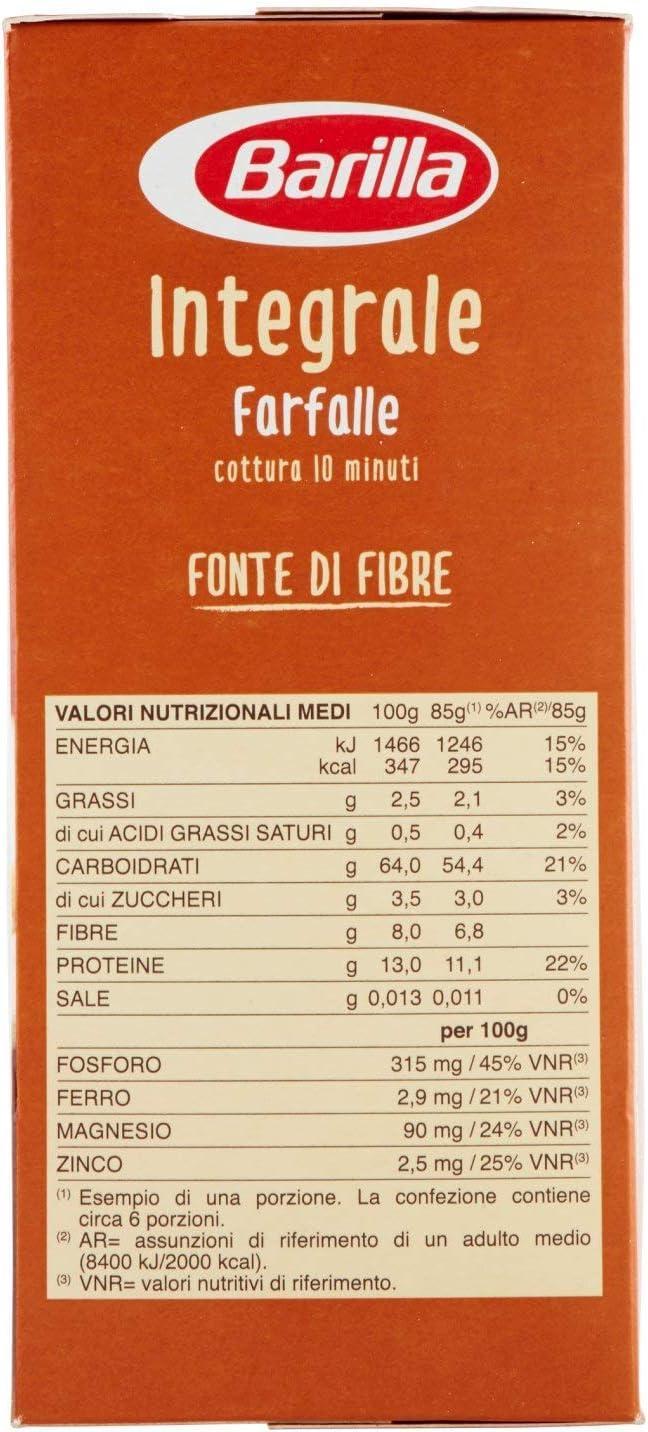 Barilla
Integrale
Farfalle
cottura 10 minuti
FONTE DI FIBRE
VALORI NUTRIZIONALI MEDI 100g 85g(1) %AR(2)/85g
ENERGIA kJ 1466 1246 15%
kcal 347 295 15%
GRASSI g 2,5 2,1 3%
di cui ACIDI GRASSI SATURI g 0,5 0,4 2%
CARBOIDRATI g 64,0 54,4 21%
di cui ZUCCHERI g 3,5 3,0 3%
FIBRE g 8,0 6,8
PROTEINE g 13,0 11,1 22%
SALE g 0,013 0,011 0%
per 100g
FOSFORO 315 mg / 45% VNR(3)
FERRO 2,9 mg / 21% VNR(3)
MAGNESIO 90 mg / 24% VNR(3)
ZINCO 2,5 mg / 25% VNR(3)
(1) Esempio di una porzione. La confezione contiene
circa 6 porzioni.
(2) AR= assunzioni di riferimento di un adulto medio
(8400 kJ/2000 kcal).
(3) VNR= valori nutritivi di riferimento.